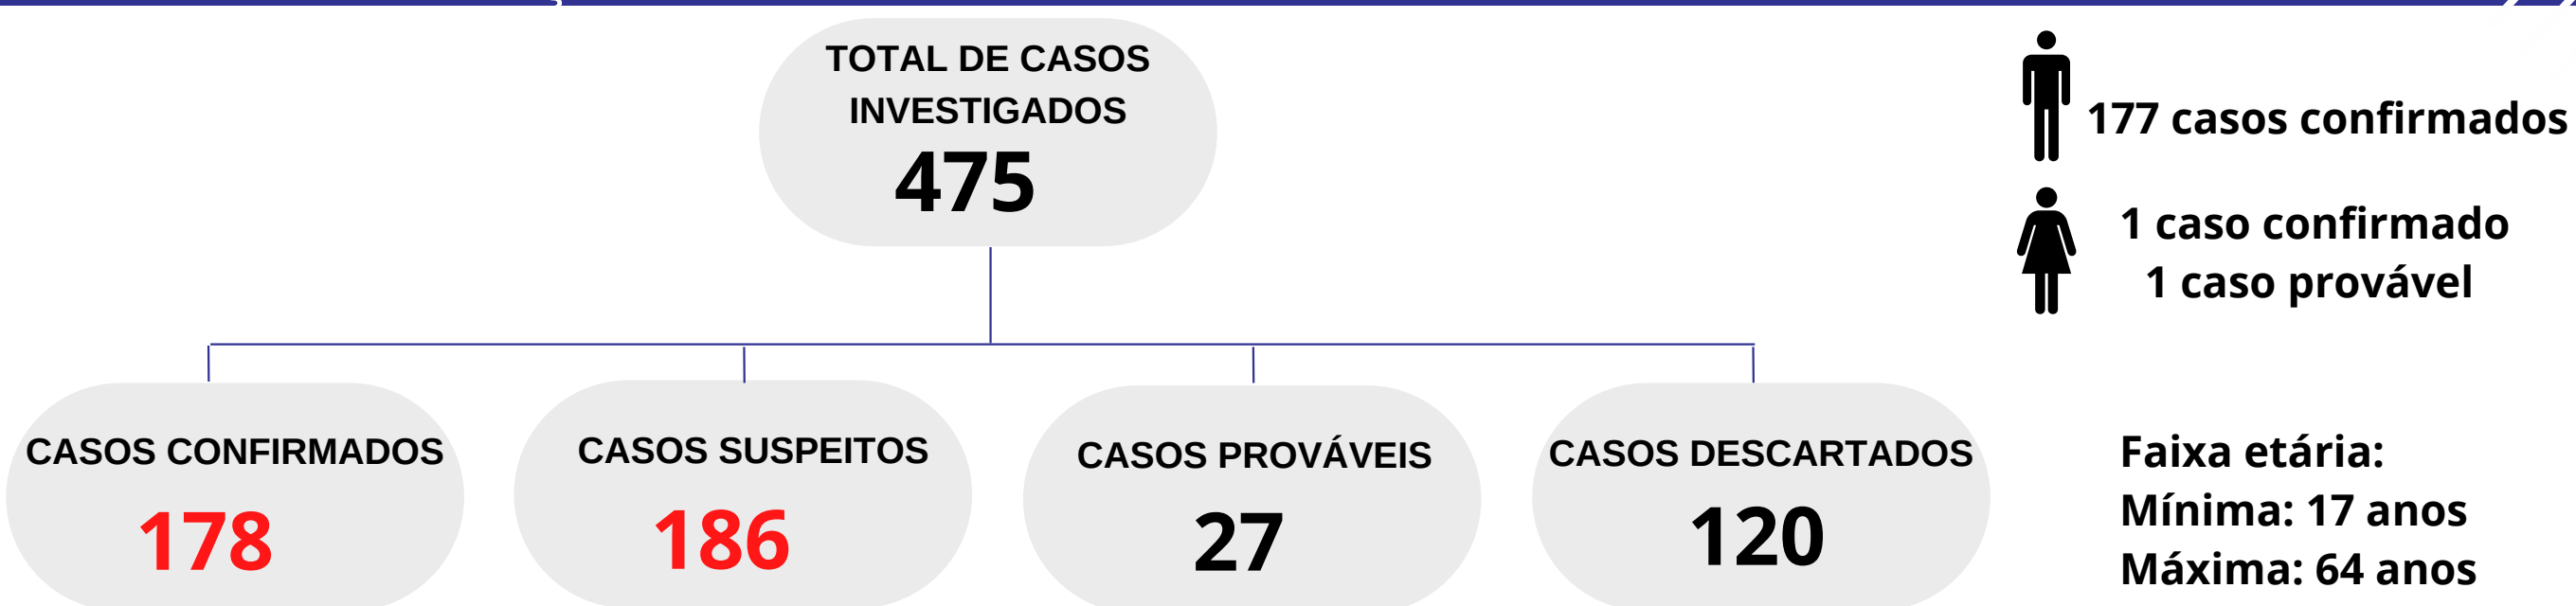 TOTAL DE CASOS
INVESTIGADOS
475
177 casos confirmados
1 caso confirmado
1 caso provável
CASOS CONFIRMADOS
178
CASOS SUSPEITOS
186
CASOS PROVÁVEIS
27
CASOS DESCARTADOS
120
Faixa etária:
Mínima: 17 anos
Máxima: 64 anos